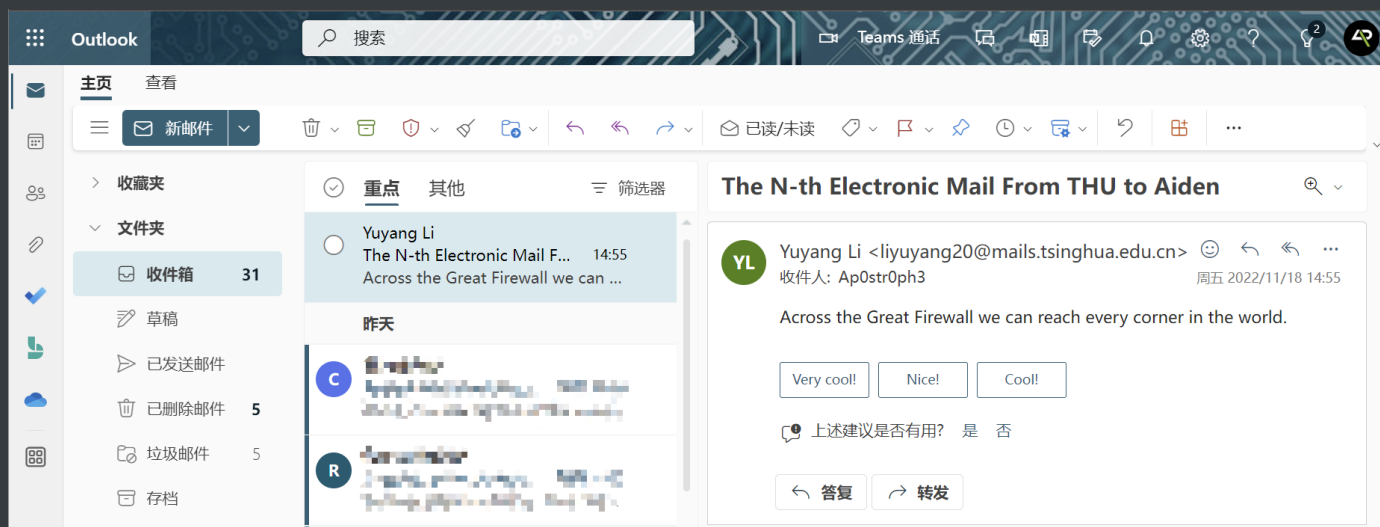 Outlook
搜索
Teams 通话
2
主页
查看
新邮件
已读/未读
收藏夹
文件夹
收件箱 31
草稿
已发送邮件
已删除邮件 5
垃圾邮件 5
存档
重点
其他
筛选器
Yuyang Li
The N-th Electronic Mail F... 14:55
Across the Great Firewall we can ...
昨天
C
R
The N-th Electronic Mail From THU to Aiden
YL
Yuyang Li <liyuyang20@mails.tsinghua.edu.cn>
收件人: Ap0str0ph3
周五 2022/11/18 14:55
Across the Great Firewall we can reach every corner in the world.
Very cool!
Nice!
Cool!
上述建议是否有用? 是 否
答复
转发